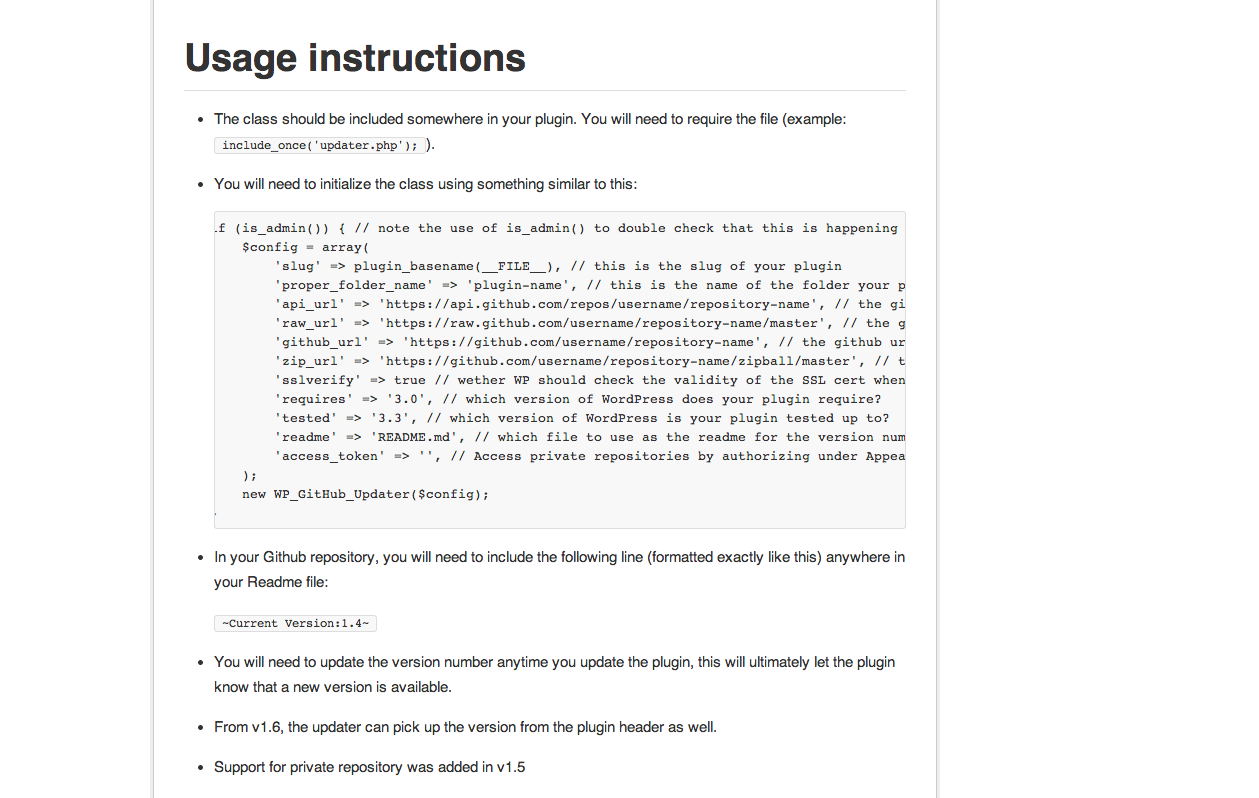 Usage instructions
• The class should be included somewhere in your plugin. You will need to require the file (example:
include_once('updater.php'); ).
• You will need to initialize the class using something similar to this:
f (is_admin()) { // note the use of is_admin() to double check that this is happening
$config = array(
'slug' => plugin_basename(__FILE__), // this is the slug of your plugin
'proper_folder_name' => 'plugin-name', // this is the name of the folder your p
'api_url' => 'https://api.github.com/repos/username/repository-name', // the gi
'raw_url' => 'https://raw.github.com/username/repository-name/master', // the g
'github_url' => 'https://github.com/username/repository-name', // the github ur
'zip_url' => 'https://github.com/username/repository-name/zipball/master', // t
'sslverify' => true // wether WP should check the validity of the SSL cert when
'requires' => '3.0', // which version of WordPress does your plugin require?
'tested' => '3.3', // which version of WordPress is your plugin tested up to?
'readme' => 'README.md', // which file to use as the readme for the version num
'access_token' => '', // Access private repositories by authorizing under Appea
);
new WP_GitHub_Updater($config);
• In your Github repository, you will need to include the following line (formatted exactly like this) anywhere in
your Readme file:
~Current Version:1.4~
• You will need to update the version number anytime you update the plugin, this will ultimately let the plugin
know that a new version is available.
• From v1.6, the updater can pick up the version from the plugin header as well.
• Support for private repository was added in v1.5